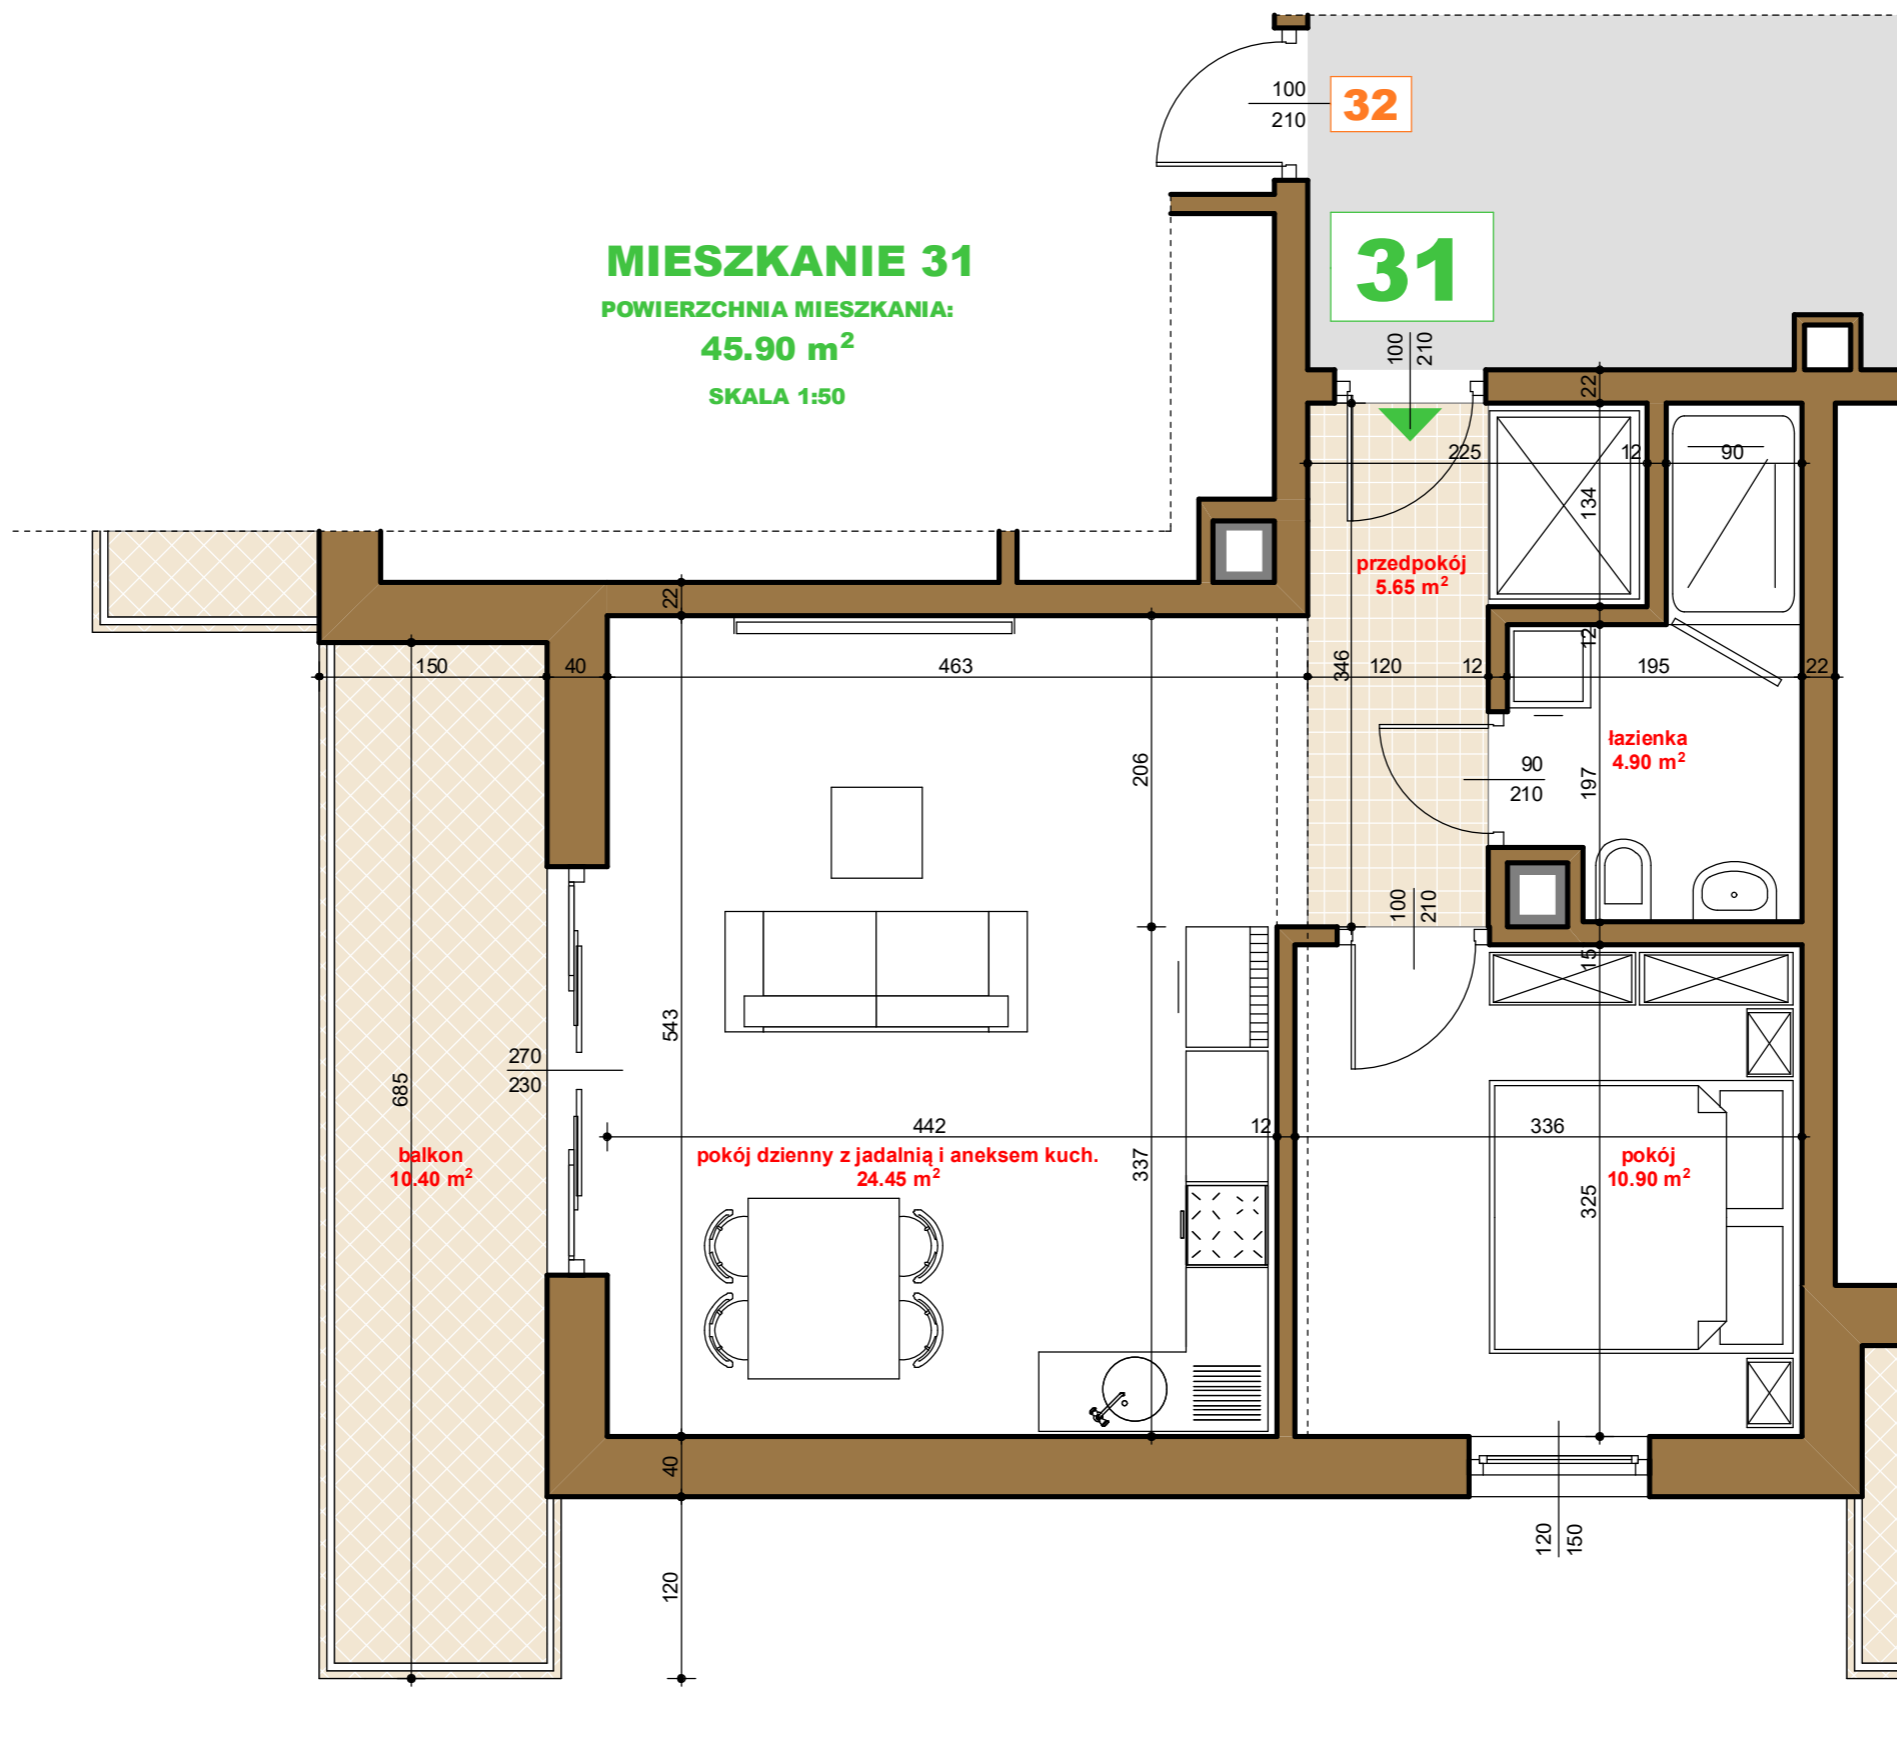 100
210
32
31
MIESZKANIE 31
POWIERZCHNIA MIESZKANIA:
45.90 m²
SKALA 1:50
100
210
22
225
12
90
134
przedpokój
5.65 m²
22
12
150
40
463
346
120
12
195
22
łazienka
4.90 m²
206
90
210
197
100
210
15
543
270
230
685
442
12
336
balkon
10.40 m²
pokój dzienny z jadalnią i aneksem kuch.
24.45 m²
337
pokój
10.90 m²
325
40
120
150
120